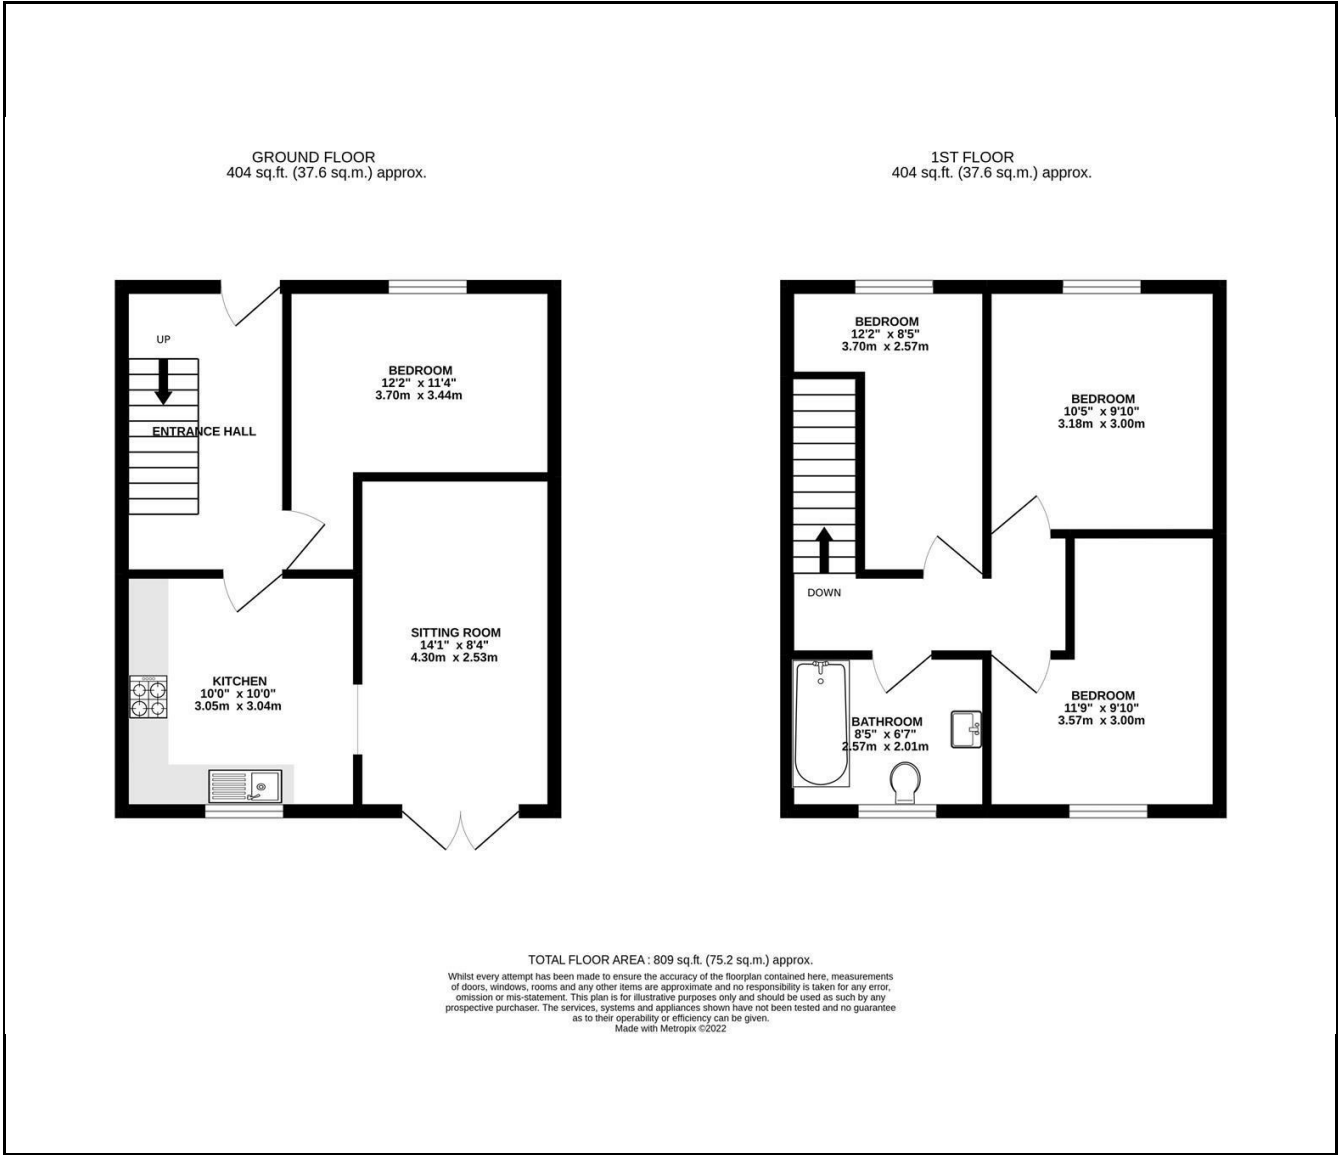 GROUND FLOOR
404 sq.ft. (37.6 sq.m.) approx.
UP
ENTRANCE HALL
BEDROOM
12'2" x 11'4"
3.70m x 3.44m
SITTING ROOM
14'1" x 8'4"
4.30m x 2.53m
KITCHEN
10'0" x 10'0"
3.05m x 3.04m
1ST FLOOR
404 sq.ft. (37.6 sq.m.) approx.
BEDROOM
12'2" x 8'5"
3.70m x 2.57m
BEDROOM
10'5" x 9'10"
3.18m x 3.00m
DOWN
BATHROOM
8'5" x 6'7"
2.57m x 2.01m
BEDROOM
11'9" x 9'10"
3.57m x 3.00m
TOTAL FLOOR AREA : 809 sq.ft. (75.2 sq.m.) approx.
Whilst every attempt has been made to ensure the accuracy of the floorplan contained here, measurements
of doors, windows, rooms and any other items are approximate and no responsibility is taken for any error,
omission or mis-statement. This plan is for illustrative purposes only and should be used as such by any
prospective purchaser. The services, systems and appliances shown have not been tested and no guarantee
as to their operability or efficiency can be given.
Made with Metropix ©2022